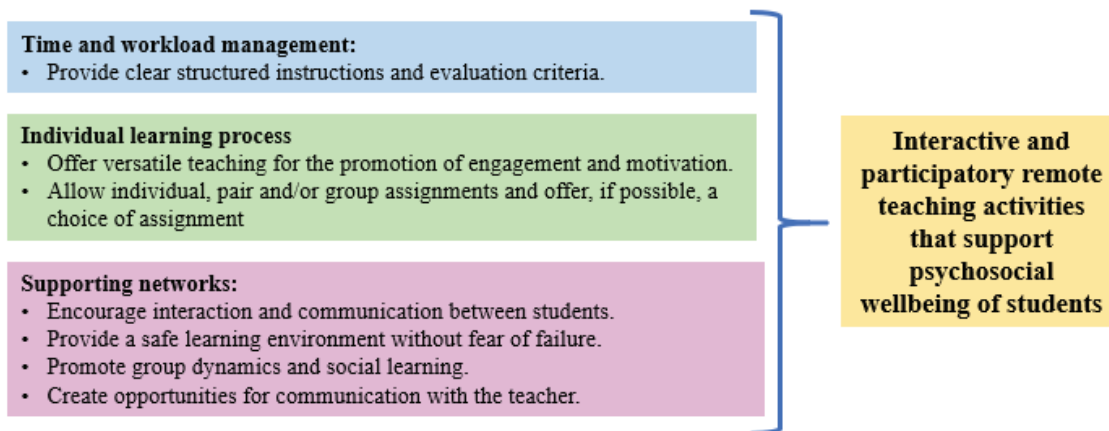 Time and workload management:
• Provide clear structured instructions and evaluation criteria.
Individual learning process
• Offer versatile teaching for the promotion of engagement and motivation.
• Allow individual, pair and/or group assignments and offer, if possible, a
choice of assignment
Supporting networks:
• Encourage interaction and communication between students.
• Provide a safe learning environment without fear of failure.
• Promote group dynamics and social learning.
• Create opportunities for communication with the teacher.
Interactive and
participatory remote
teaching activities
that support
psychosocial
wellbeing of students